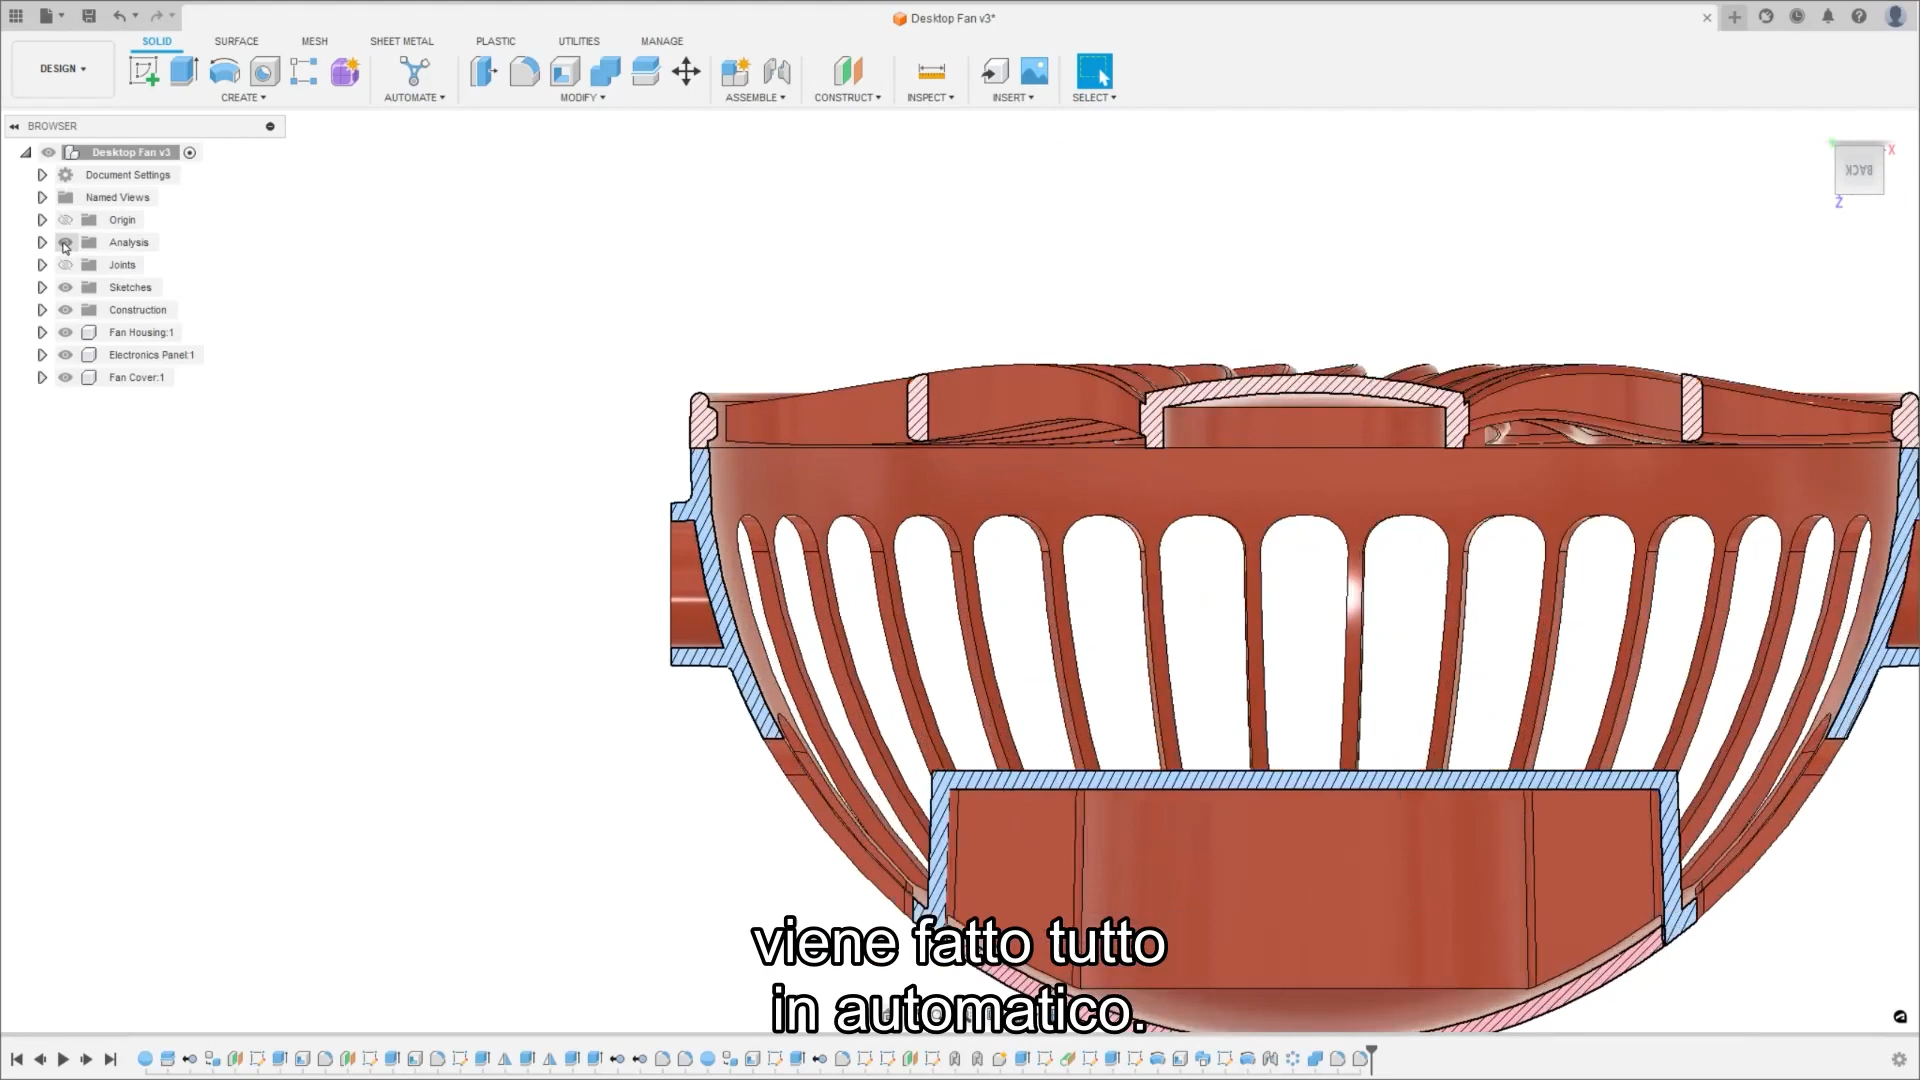 Desktop Fan v3*
SOLID SURFACE MESH SHEET METAL PLASTIC UTILITIES MANAGE
DESIGN
CREATE AUTOMATE MODIFY ASSEMBLE CONSTRUCT INSPECT INSERT SELECT
BROWSER
Desktop Fan v3
Document Settings
Named Views
Origin
Analysis
Joints
Sketches
Construction
Fan Housing:1
Electronics Panel:1
Fan Cover:1
X
BACK
Z
viene fatto tutto
in automatico.